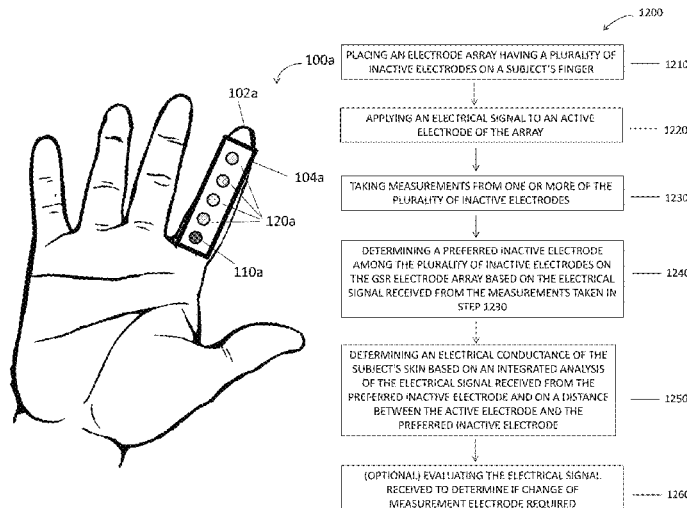 1200
100a
102a
104a
120a
110a
PLACING AN ELECTRODE ARRAY HAVING A PLURALITY OF
INACTIVE ELECTRODES ON A SUBJECT'S FINGER
1210
APPLYING AN ELECTRICAL SIGNAL TO AN ACTIVE
ELECTRODE OF THE ARRAY
1220
TAKING MEASUREMENTS FROM ONE OR MORE OF THE
PLURALITY OF INACTIVE ELECTRODES
1230
DETERMINING A PREFERRED INACTIVE ELECTRODE
AMONG THE PLURALITY OF INACTIVE ELECTRODES ON
THE GSR ELECTRODE ARRAY BASED ON THE ELECTRICAL
SIGNAL RECEIVED FROM THE MEASUREMENTS TAKEN IN
STEP 1230
1240
DETERMINING AN ELECTRICAL CONDUCTANCE OF THE
SUBJECT'S SKIN BASED ON AN INTEGRATED ANALYSIS
OF THE ELECTRICAL SIGNAL RECEIVED FROM THE
PREFERRED INACTIVE ELECTRODE AND ON A DISTANCE
BETWEEN THE ACTIVE ELECTRODE AND THE
PREFERRED INACTIVE ELECTRODE
1250
(OPTIONAL) EVALUATING THE ELECTRICAL SIGNAL
RECEIVED TO DETERMINE IF CHANGE OF
MEASUREMENT ELECTRODE REQUIRED
1260